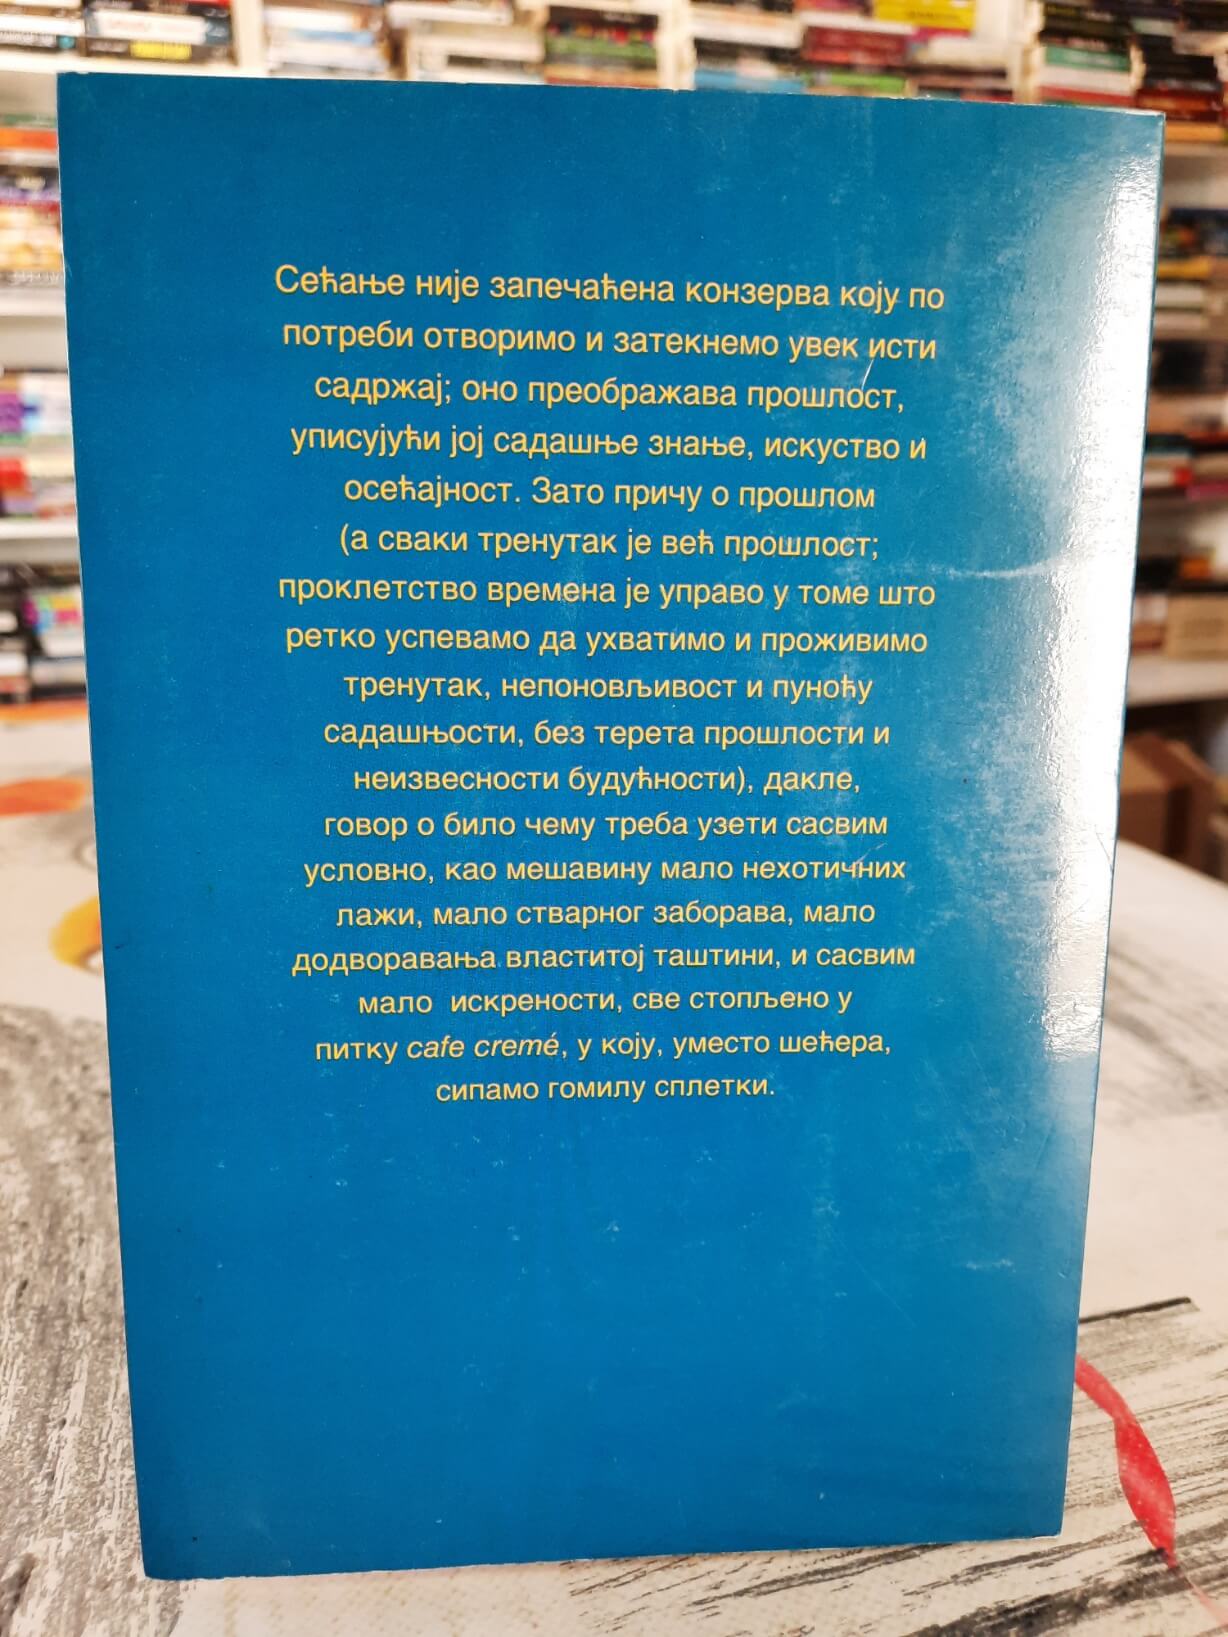 Сећање није запечаћена конзерва коју по
потреби отворимо и затекнемо увек исти
садржај; оно преображава прошлост,
уписујући јој садашње знање, искуство и
осећајност. Зато причу о прошлом
(а сваки тренутак је већ прошлост;
проклетство времена је управо у томе што
ретко успевамо да ухватимо и проживимо
тренутак, непоновљивост и пуноћу
садашњости, без терета прошлости и
неизвесности будућности), дакле,
говор о било чему треба узети сасвим
условно, као мешавину мало нехотичних
лажи, мало стварног заборава, мало
додворавања властитој таштини, и сасвим
мало искрености, све стопљено у
питку cafe cremé, у коју, уместо шећера,
сипамо гомилу сплетки.